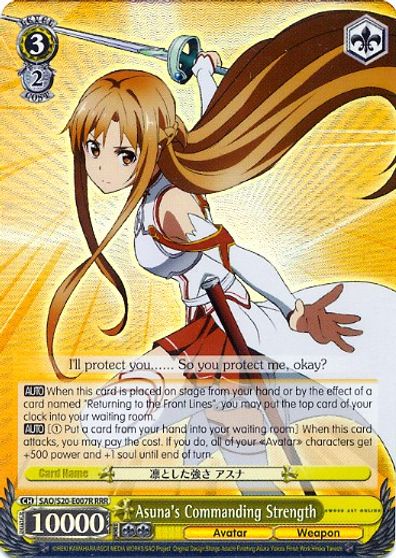 LEVEL
3
2
COST
I'll protect you...... So you protect me, okay?
AUTO When this card is placed on stage from your hand or by the effect of
a card named "Returning to the Front Lines", you may put the top card of your
clock into your waiting room.
AUTO [① Put a card from your hand into your waiting room] When this card
attacks, you may pay the cost. If you do, all of your «Avatar» characters get
+500 power and +1 soul until end of turn.
Card Name 凛とした強さ アスナ
CH SAO/S20-E007R RRR
Asuna's Commanding Strength
SWORD ART ONLINE
POWER 10000
Avatar Weapon